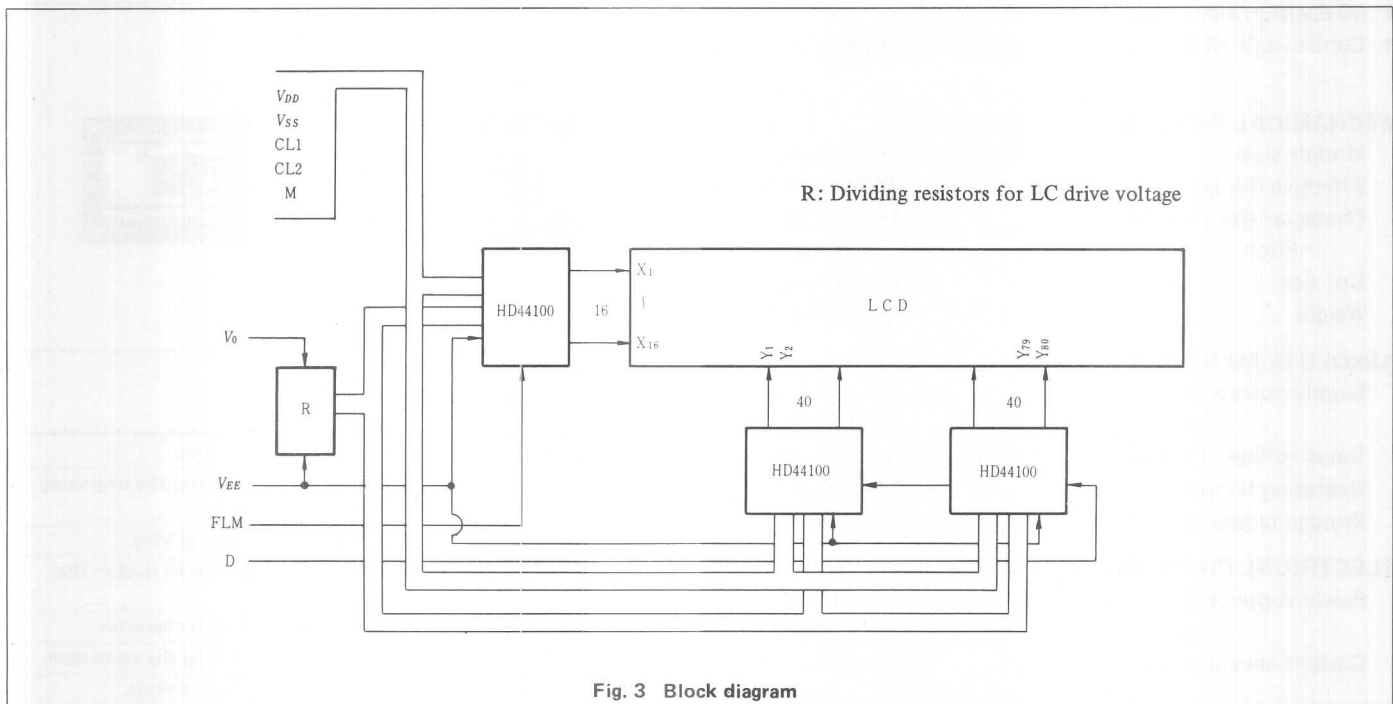 VDD
VSS
CL1
CL2
M
R: Dividing resistors for LC drive voltage
HD44100
16
X1
X16
LCD
Y1
Y2
Y79
Y80
V0
R
40
40
HD44100
HD44100
VEE
FLM
D
Fig. 3 Block diagram